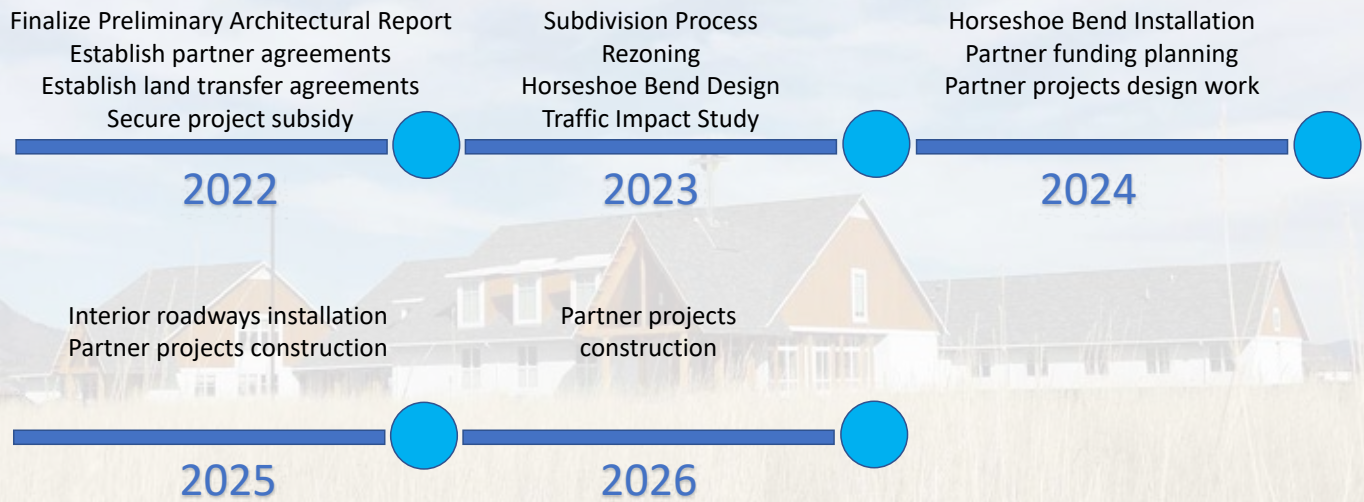 Finalize Preliminary Architectural Report
Establish partner agreements
Establish land transfer agreements
Secure project subsidy
2022
Subdivision Process
Rezoning
Horseshoe Bend Design
Traffic Impact Study
2023
Horseshoe Bend Installation
Partner funding planning
Partner projects design work
2024
Interior roadways installation
Partner projects construction
2025
Partner projects
construction
2026